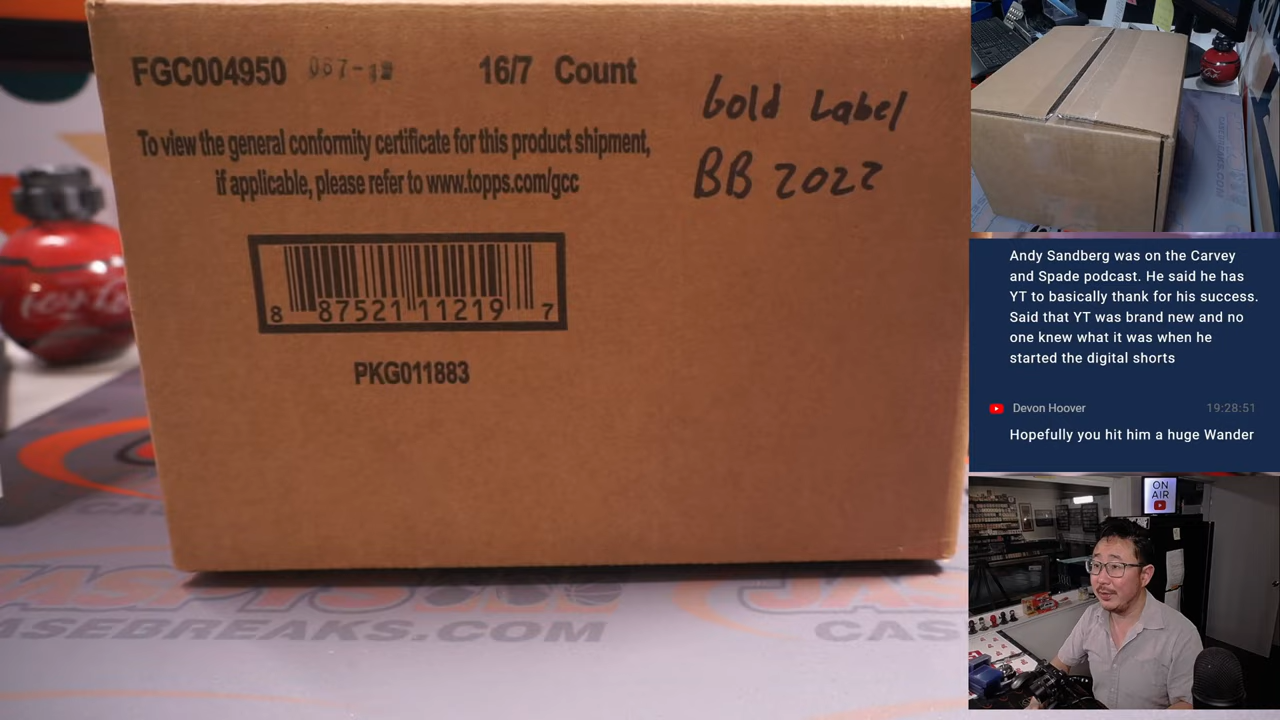 FGC004950 16/7 Count
Gold Label
BB 2022
To view the general conformity certificate for this product shipment,
if applicable, please refer to www.topps.com/gcc
8 87521 11219 7
PKG011883
CASEBREAKS.COM
Andy Sandberg was on the Carvey
and Spade podcast. He said he has
YT to basically thank for his success.
Said that YT was brand new and no
one knew what it was when he
started the digital shorts
Devon Hoover 19:28:51
Hopefully you hit him a huge Wander
ON
AIR